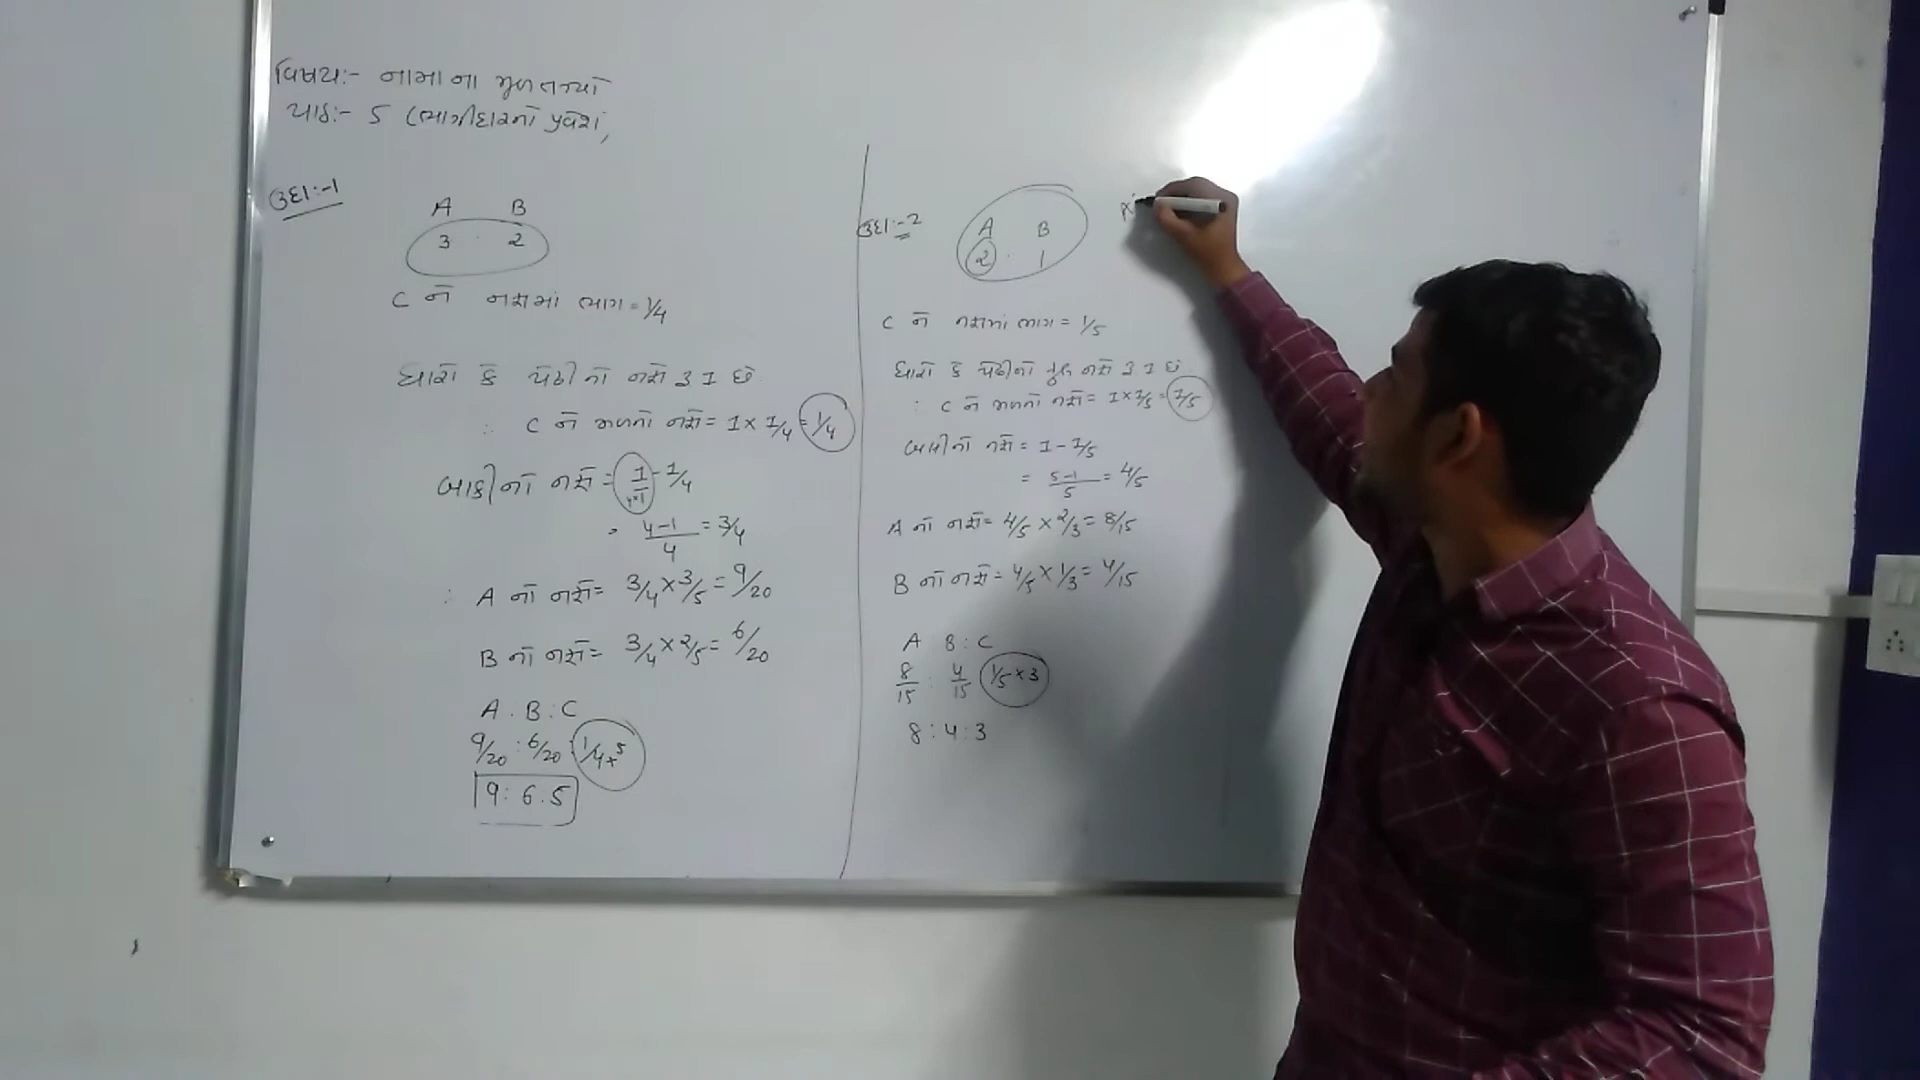 વિષય:- નામાના મૂળતત્વો
પાઠ:- 5 (ભાગીદારનો પ્રવેશ)
ઉદા:-1
A B
3 2
C ને નફામાં ભાગ = 1/4
ધારો કે પેઢીનો નફો રૂ 1 છે.
∴ C ને મળતો નફો = 1 × 1/4 = 1/4
બાકીનો નફો = 1/4×1 - 1/4
= 4-1/4 = 3/4
∴ A નો નફો = 3/4 × 3/5 = 9/20
B નો નફો = 3/4 × 2/5 = 6/20
A : B : C
9/20 : 6/20 : 1/4 × 5
9 : 6 : 5
ઉદા:-2
A B
2 1
C ને નફામાં ભાગ = 1/5
ધારો કે પેઢીનો કુલ નફો રૂ 1 છે.
∴ C ને મળતો નફો = 1 × 1/5 = 1/5
બાકીનો નફો = 1 - 1/5
= 5-1/5 = 4/5
A નો નફો = 4/5 × 2/3 = 8/15
B નો નફો = 4/5 × 1/3 = 4/15
A : B : C
8/15 : 4/15 1/5 × 3
8 : 4 : 3